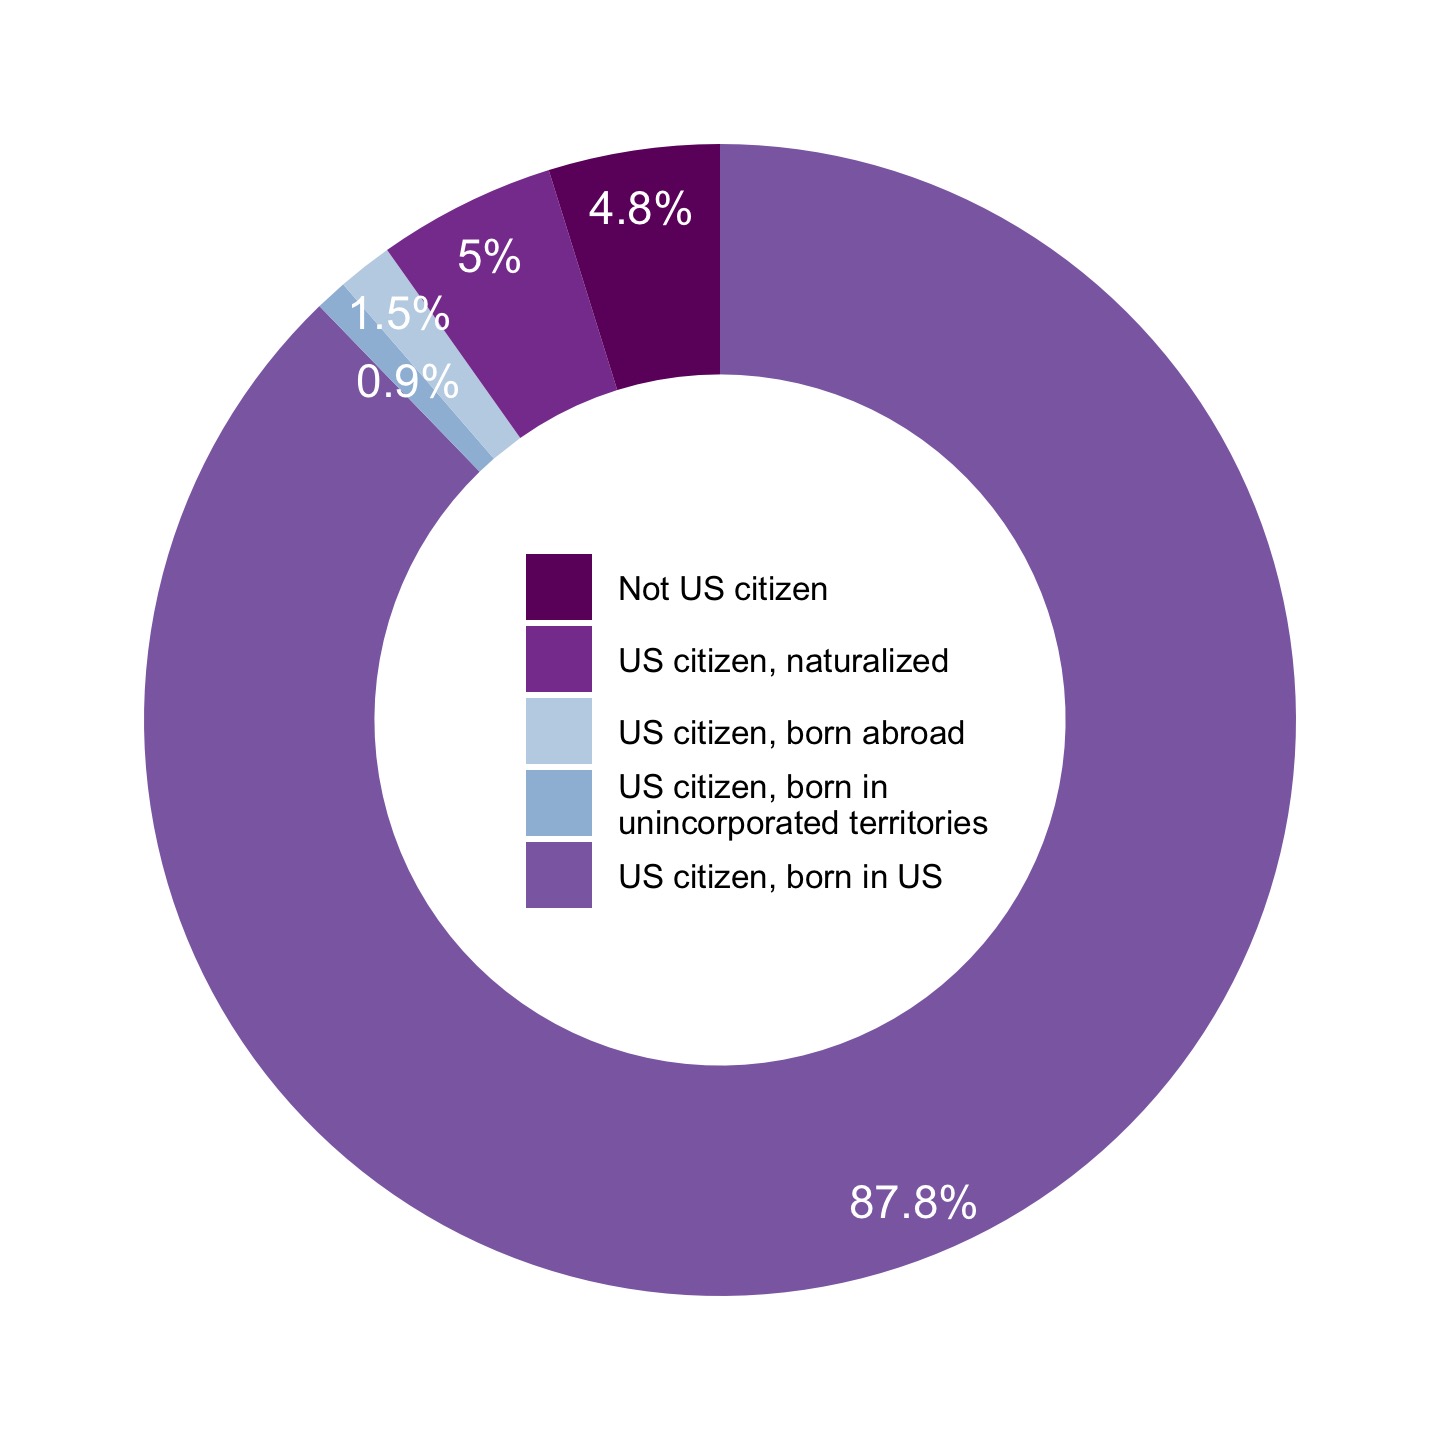 4.8%
5%
1.5%
0.9%
Not US citizen
US citizen, naturalized
US citizen, born abroad
US citizen, born in
unincorporated territories
US citizen, born in US
87.8%